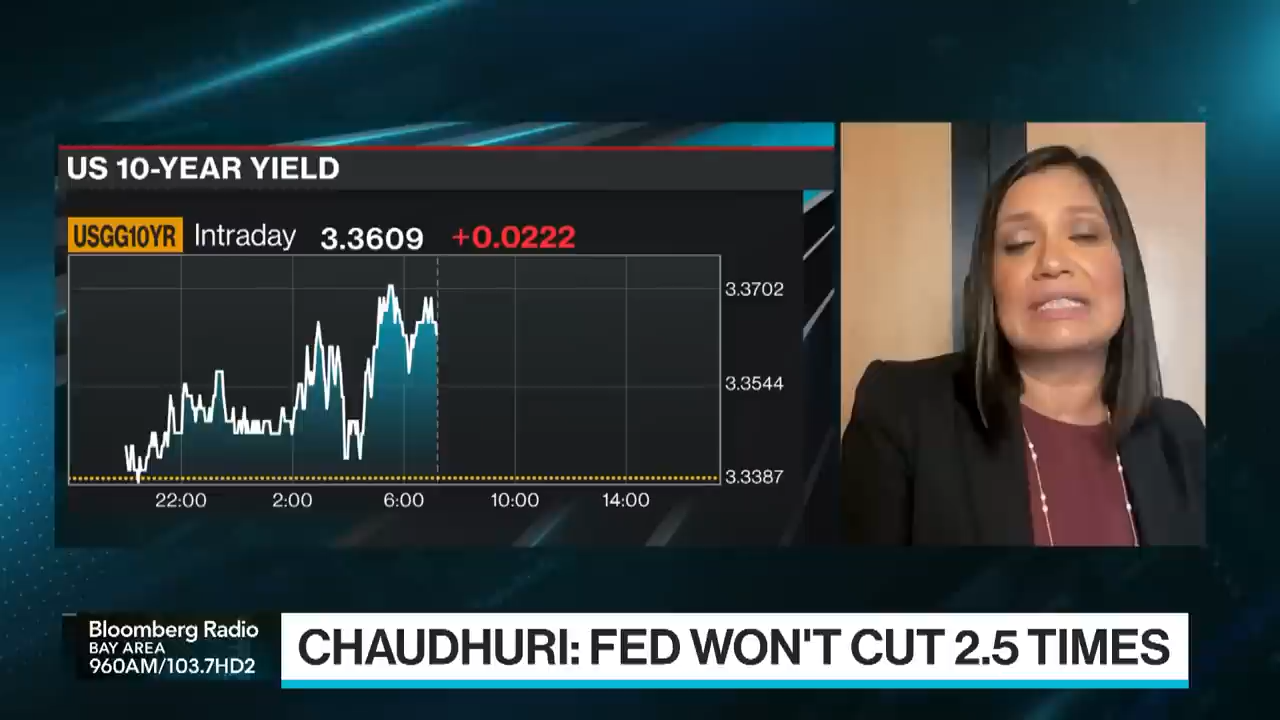 US 10-YEAR YIELD
USGG10YR Intraday 3.3609 +0.0222
3.3702
3.3544
3.3387
22:00 2:00 6:00 10:00 14:00
Bloomberg Radio
BAY AREA
960AM/103.7HD2
CHAUDHURI: FED WON'T CUT 2.5 TIMES